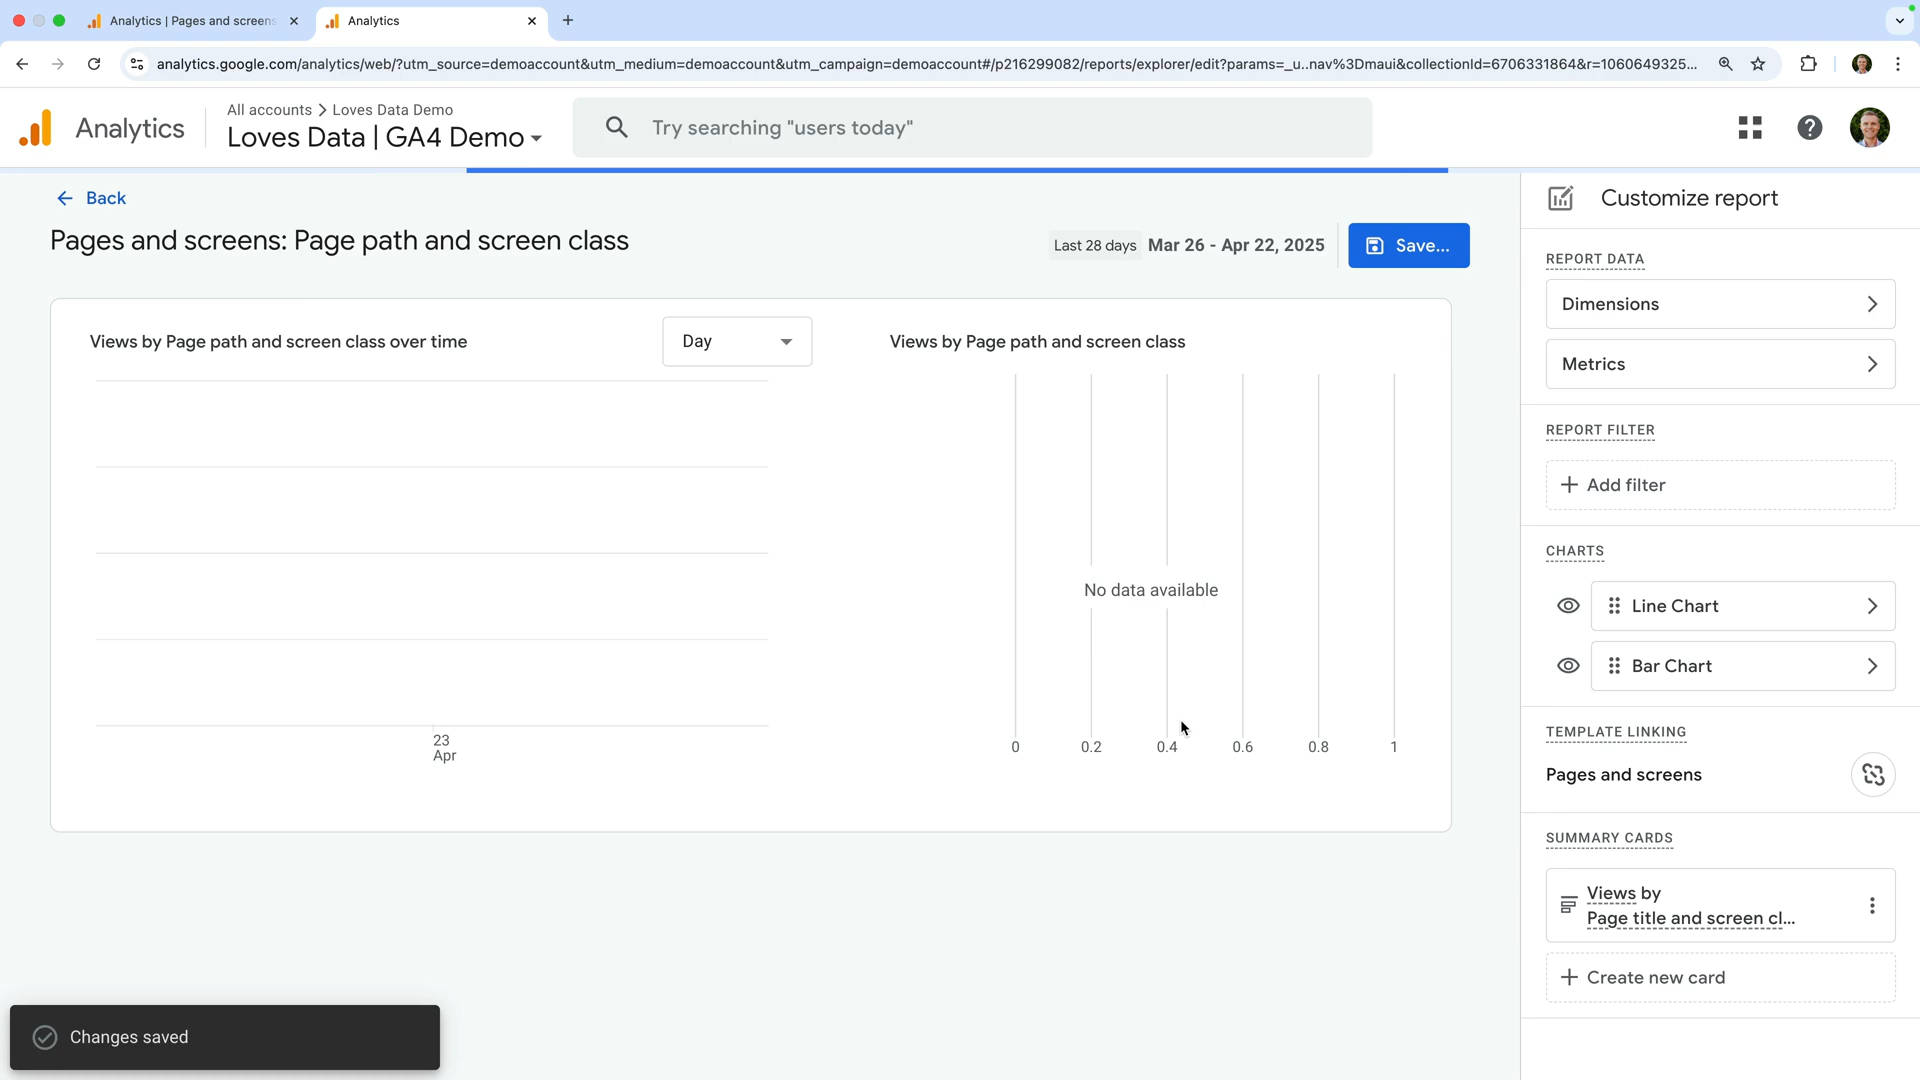 Analytics | Pages and screens
Analytics
analytics.google.com/analytics/web/?utm_source=demoaccount&utm_medium=demoaccount&utm_campaign=demoaccount#/p216299082/reports/explorer/edit?params=_u..nav%3Dmaui&collectionId=6706331864&r=1060649325...
Analytics
All accounts > Loves Data Demo
Loves Data | GA4 Demo
Try searching "users today"
Back
Pages and screens: Page path and screen class
Last 28 days Mar 26 - Apr 22, 2025
Save...
Views by Page path and screen class over time
Day
23
Apr
Views by Page path and screen class
No data available
0 0.2 0.4 0.6 0.8 1
Customize report
REPORT DATA
Dimensions
Metrics
REPORT FILTER
Add filter
CHARTS
Line Chart
Bar Chart
TEMPLATE LINKING
Pages and screens
SUMMARY CARDS
Views by
Page title and screen cl...
Create new card
Changes saved